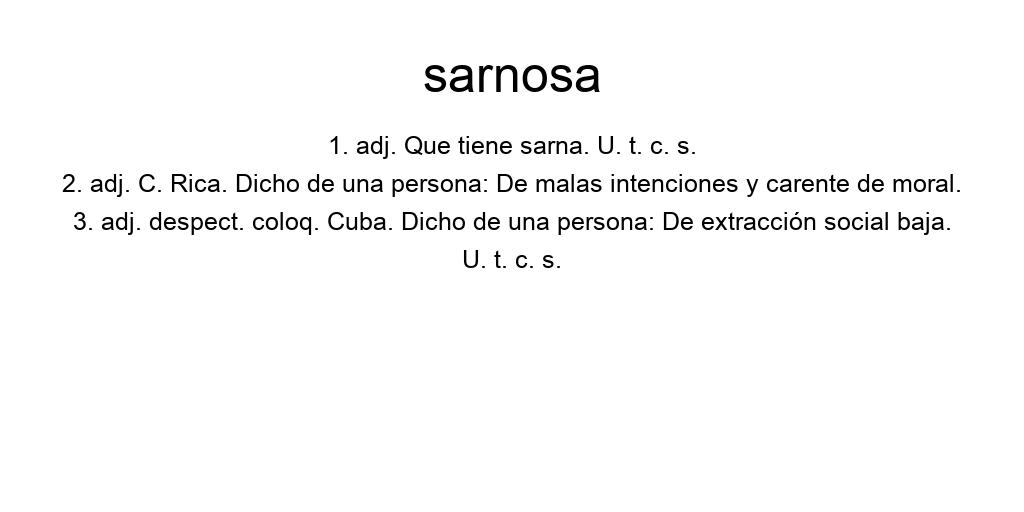 sarnosa
1. adj. Que tiene sarna. U. t. c. s.
2. adj. C. Rica. Dicho de una persona: De malas intenciones y carente de moral.
3. adj. despect. coloq. Cuba. Dicho de una persona: De extracción social baja.
U. t. c. s.